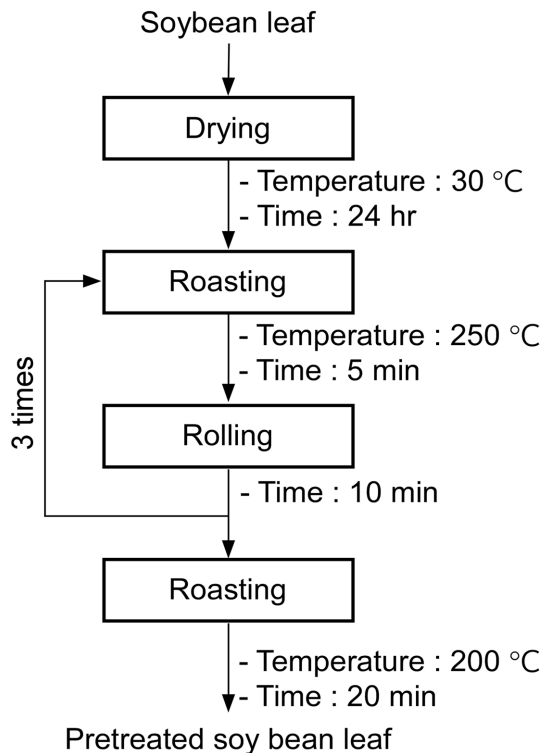 Soybean leaf
Drying
- Temperature : 30 ℃
- Time : 24 hr
Roasting
- Temperature : 250 ℃
- Time : 5 min
3 times
Rolling
- Time : 10 min
Roasting
- Temperature : 200 ℃
- Time : 20 min
Pretreated soy bean leaf